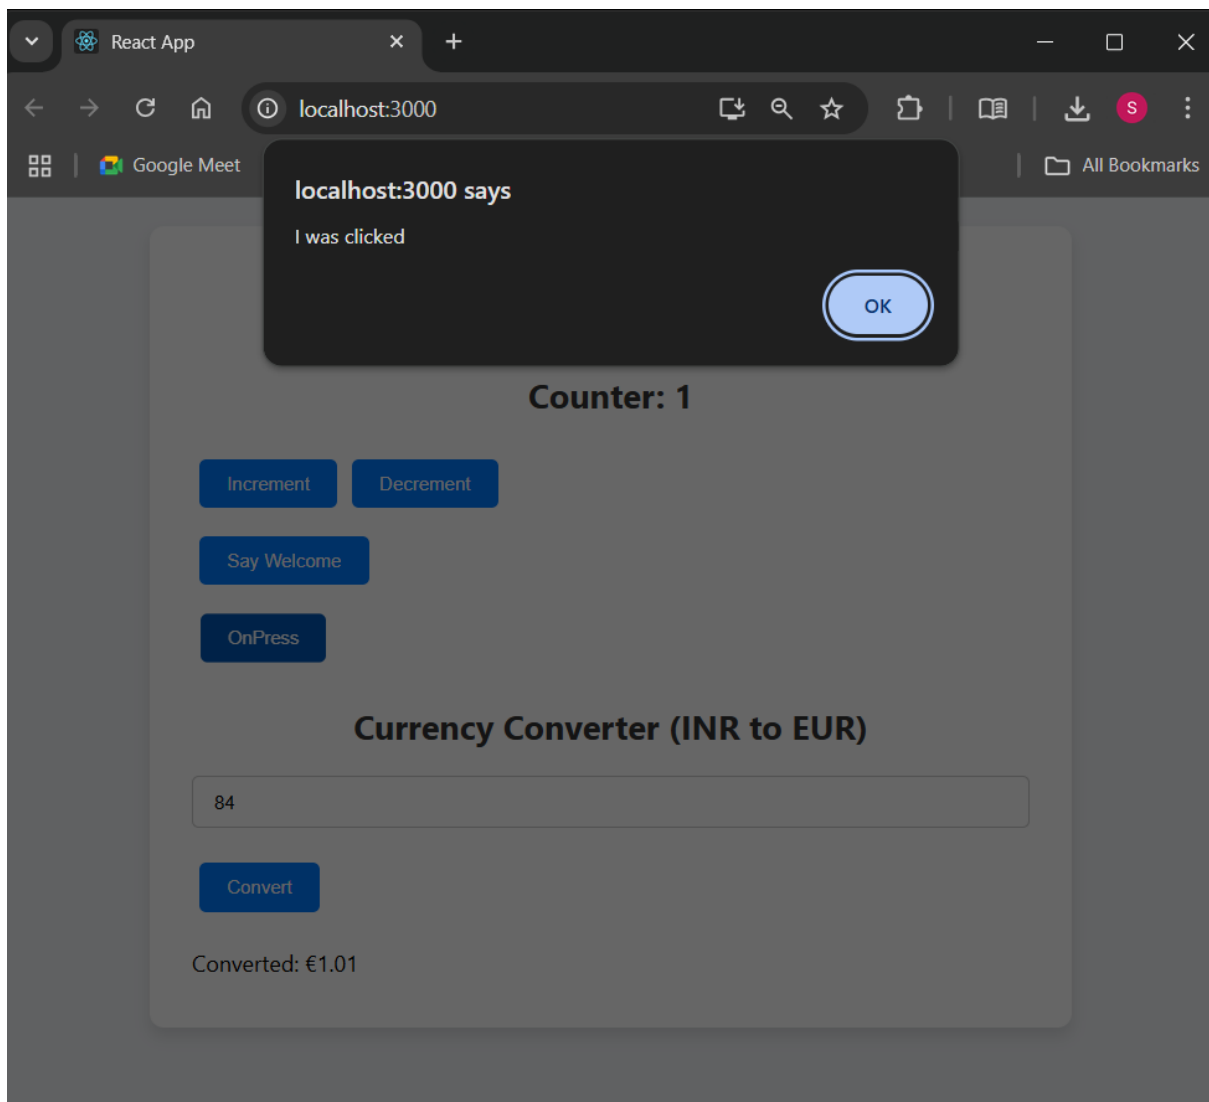 React App
localhost:3000
S
Google Meet
All Bookmarks
localhost:3000 says
I was clicked
OK
Counter: 1
Increment Decrement
Say Welcome
OnPress
Currency Converter (INR to EUR)
84
Convert
Converted: €1.01